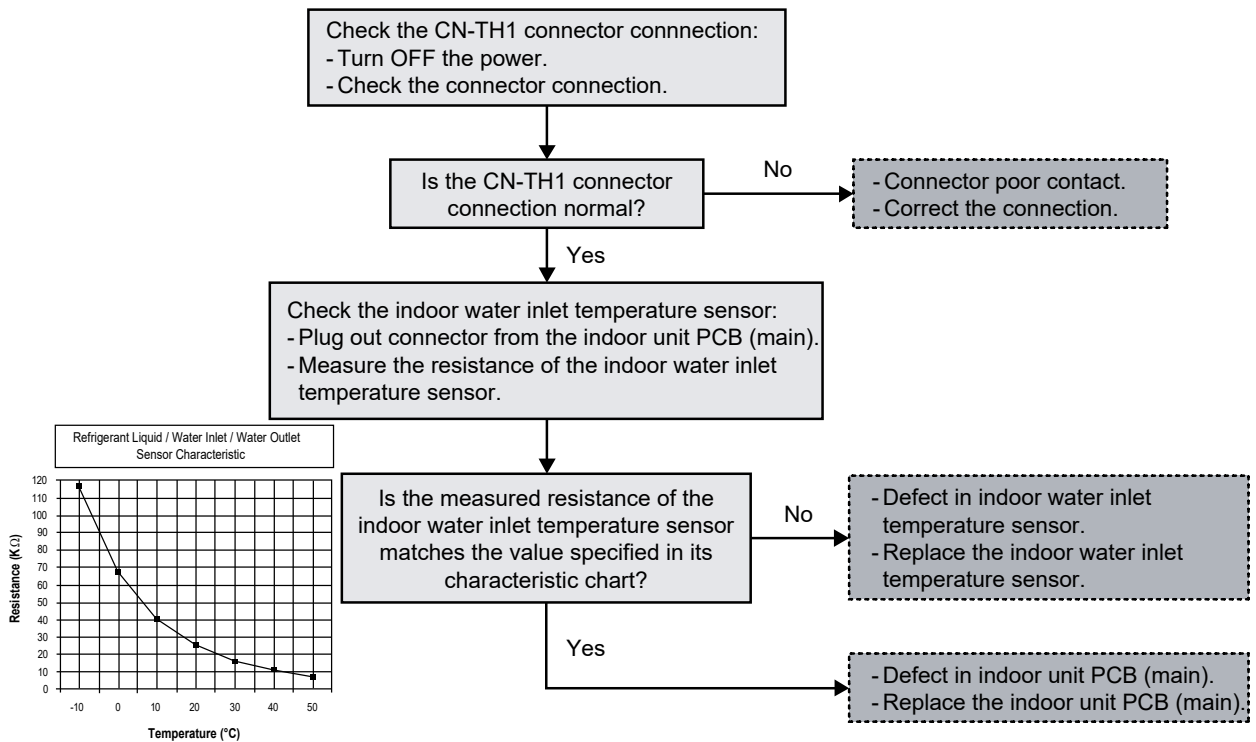 Check the CN-TH1 connector connnection:
- Turn OFF the power.
- Check the connector connection.
Is the CN-TH1 connector
connection normal?
No
- Connector poor contact.
- Correct the connection.
Yes
Check the indoor water inlet temperature sensor:
- Plug out connector from the indoor unit PCB (main).
- Measure the resistance of the indoor water inlet
temperature sensor.
Refrigerant Liquid / Water Inlet / Water Outlet
Sensor Characteristic
Resistance (KΩ)
120
110
100
90
80
70
60
50
40
30
20
10
0
-10 0 10 20 30 40 50
Temperature (°C)
Is the measured resistance of the
indoor water inlet temperature sensor
matches the value specified in its
characteristic chart?
No
- Defect in indoor water inlet
temperature sensor.
- Replace the indoor water inlet
temperature sensor.
Yes
- Defect in indoor unit PCB (main).
- Replace the indoor unit PCB (main).